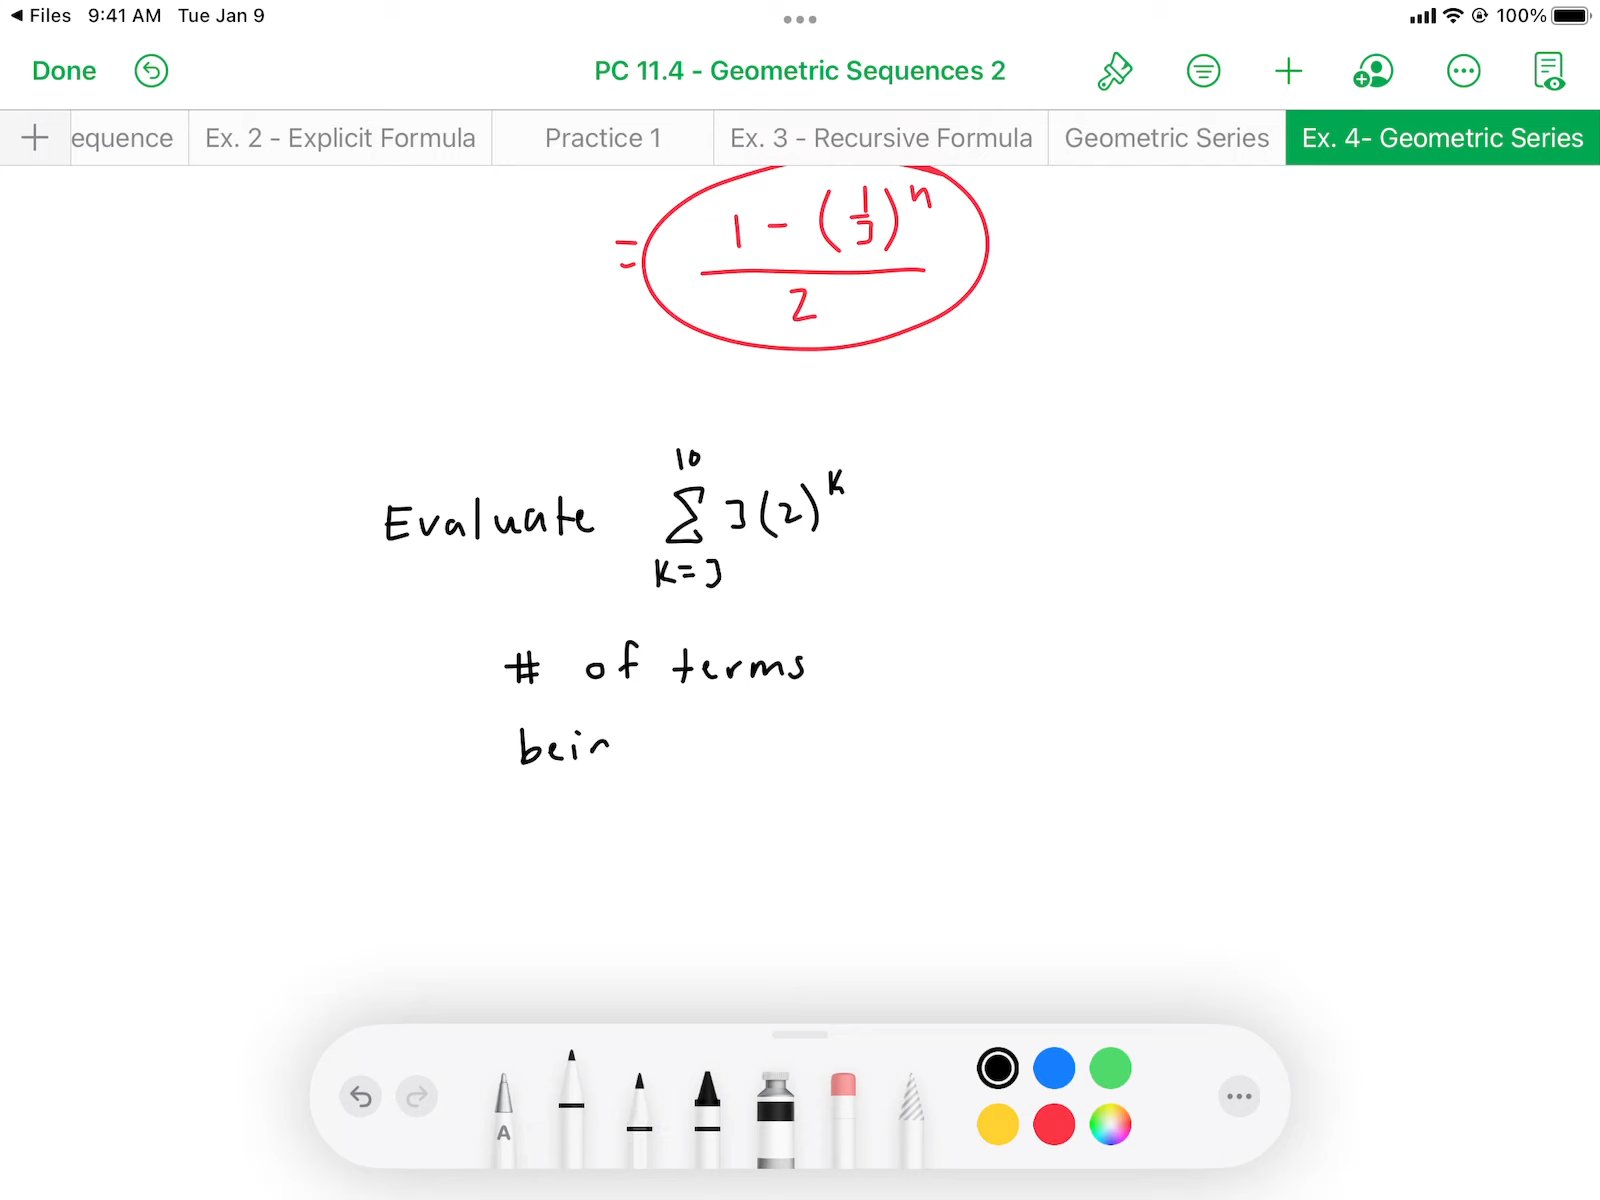 ◀ Files 9:41 AM Tue Jan 9 100%
Done PC 11.4 - Geometric Sequences 2
equence Ex. 2 - Explicit Formula Practice 1 Ex. 3 - Recursive Formula Geometric Series Ex. 4- Geometric Series
= (1 - (1/3)^n) / 2
10
Evaluate ∑ 3(2)^k
k=3
# of terms
bein
A